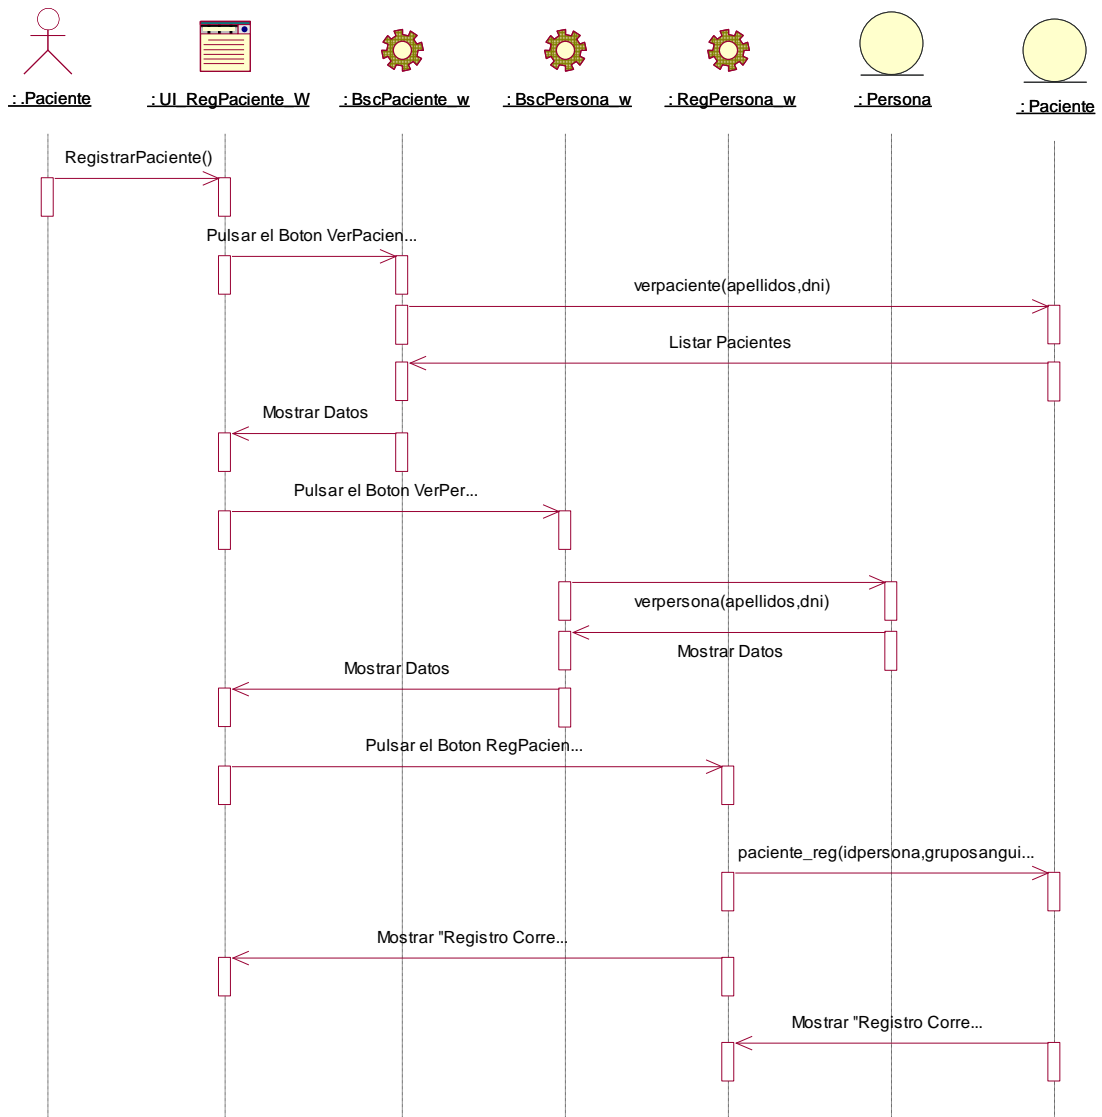 : .Paciente
: UI_RegPaciente_W
: BscPaciente_w
: BscPersona_w
: RegPersona_w
: Persona
: Paciente
RegistrarPaciente()
Pulsar el Boton VerPacien...
verpaciente(apellidos,dni)
Listar Pacientes
Mostrar Datos
Pulsar el Boton VerPer...
verpersona(apellidos,dni)
Mostrar Datos
Mostrar Datos
Pulsar el Boton RegPacien...
paciente_reg(idpersona,gruposangui...
Mostrar "Registro Corre...
Mostrar "Registro Corre...